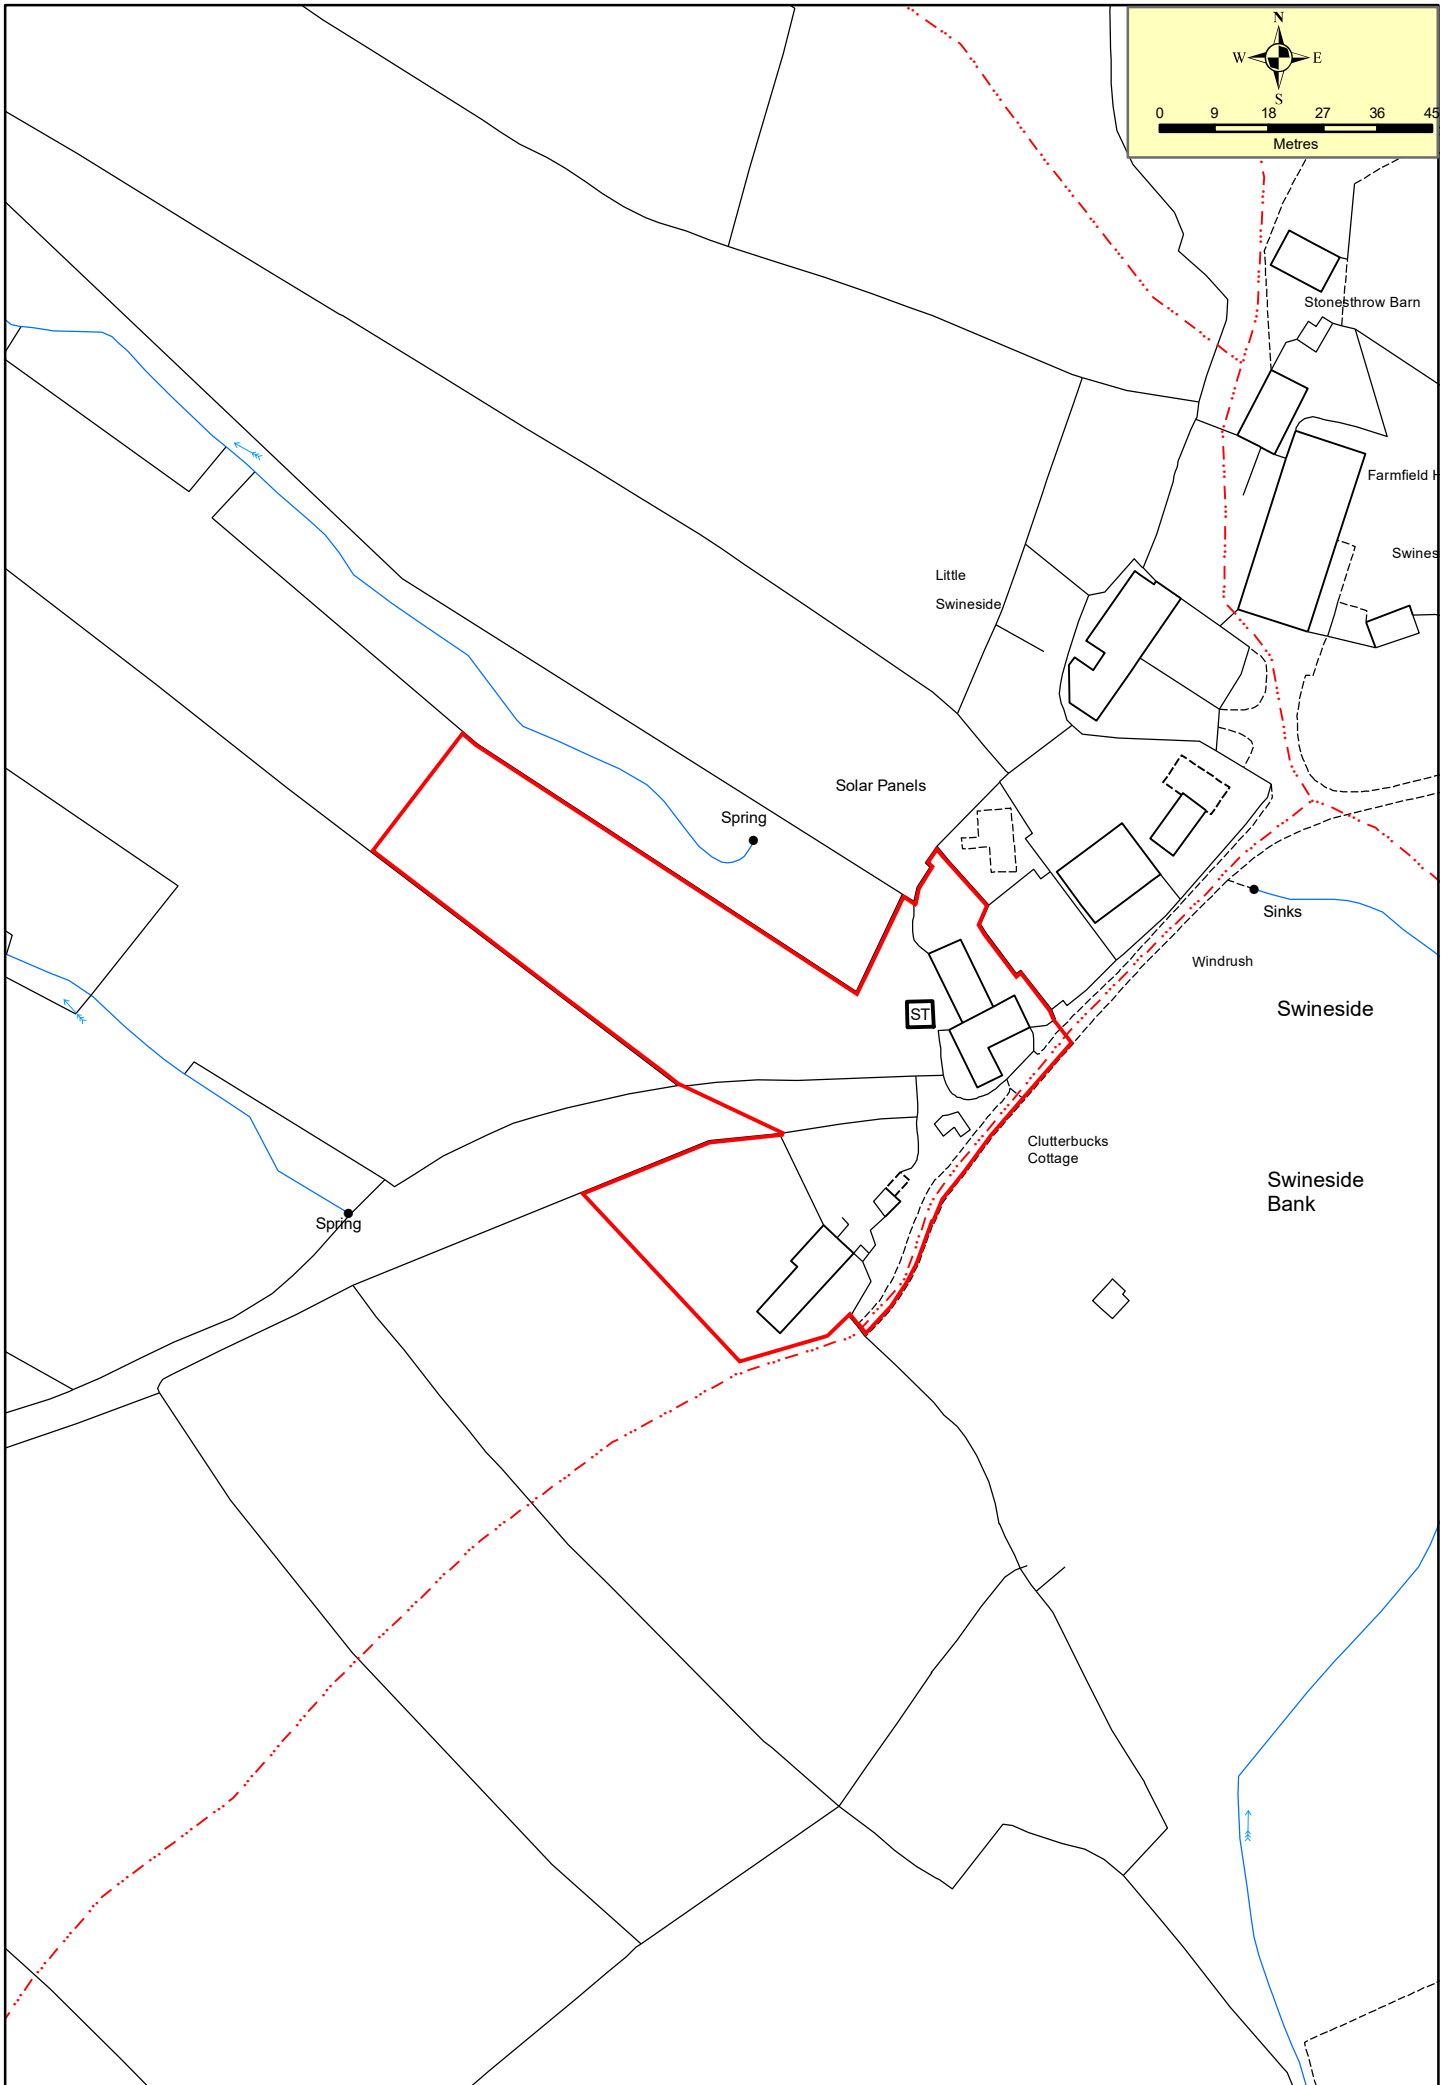 N
W E
S
0 9 18 27 36 45
Metres
Stonesthrow Barn
Farmfield H
Swines
Little
Swineside
Solar Panels
Spring
Sinks
Windrush
Swineside
ST
Clutterbucks
Cottage
Swineside
Bank
Spring